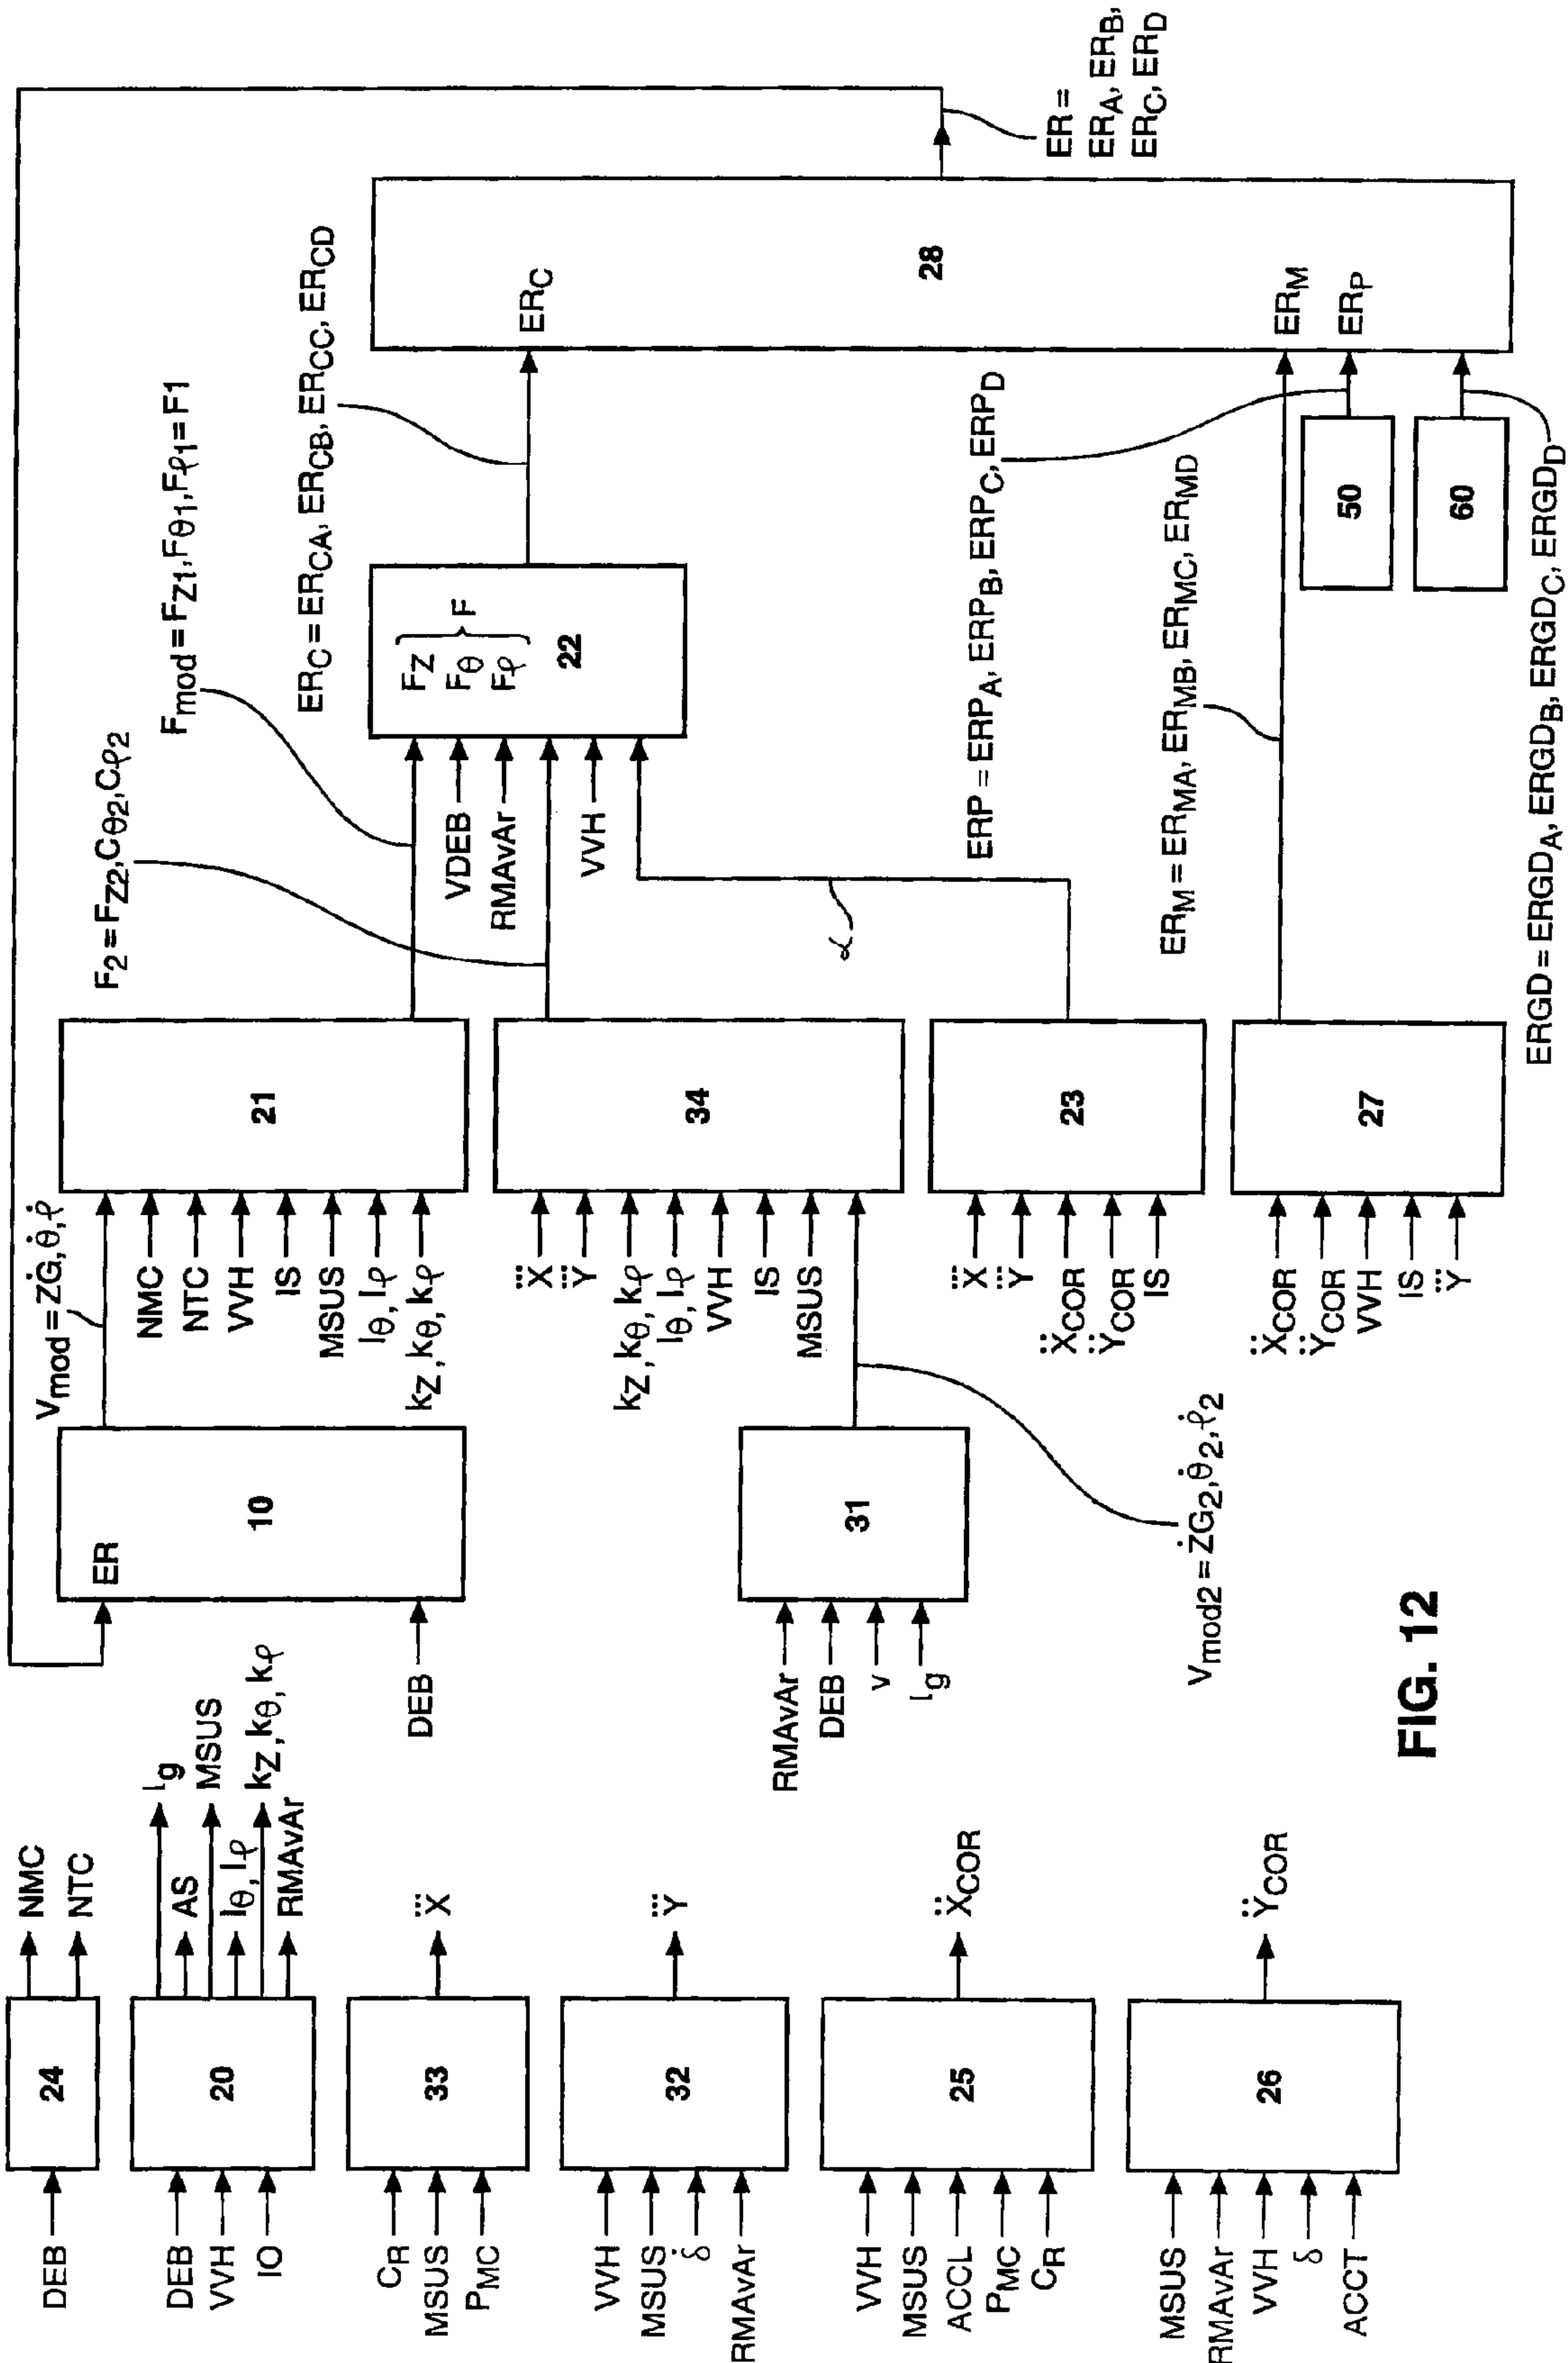 DEB
24
NMC
NTC
DEB
VVH
IO
20
lg
AS
MSUS
Iθ, Iφ
kZ, kθ, kφ
RMAvAr
CR
MSUS
PMC
33
X⃛
VVH
MSUS
δ̇
RMAvAr
32
Y⃛
VVH
MSUS
ACCL
PMC
CR
25
ẌCOR
MSUS
RMAvAr
VVH
δ
ACCT
26
ŸCOR
ER
DEB
10
Vmod = ŻG, θ̇, φ̇
RMAvAr
DEB
v
lg
31
Vmod2 = ŻG2, θ̇2, φ̇2
NMC
NTC
VVH
IS
MSUS
Iθ, Iφ
kZ, kθ, kφ
21
X⃛
Y⃛
kZ, kθ, kφ
Iθ, Iφ
VVH
IS
MSUS
34
X⃛
Y⃛
ẌCOR
ŸCOR
IS
23
ẌCOR
ŸCOR
VVH
IS
Y⃛
27
F2 = FZ2, Cθ2, Cφ2
Fmod = FZ1, Fθ1, Fφ1 = F1
VDEB
RMAvAr
VVH
α
FZ
Fθ
Fφ
F
22
ERC = ERCA, ERCB, ERCC, ERCD
ERP = ERPA, ERPB, ERPC, ERPD
ERM = ERMA, ERMB, ERMC, ERMD
ERGD = ERGDA, ERGDB, ERGDC, ERGDD
50
60
ERC
28
ERM
ERP
ER =
ERA, ERB,
ERC, ERD
FIG. 12